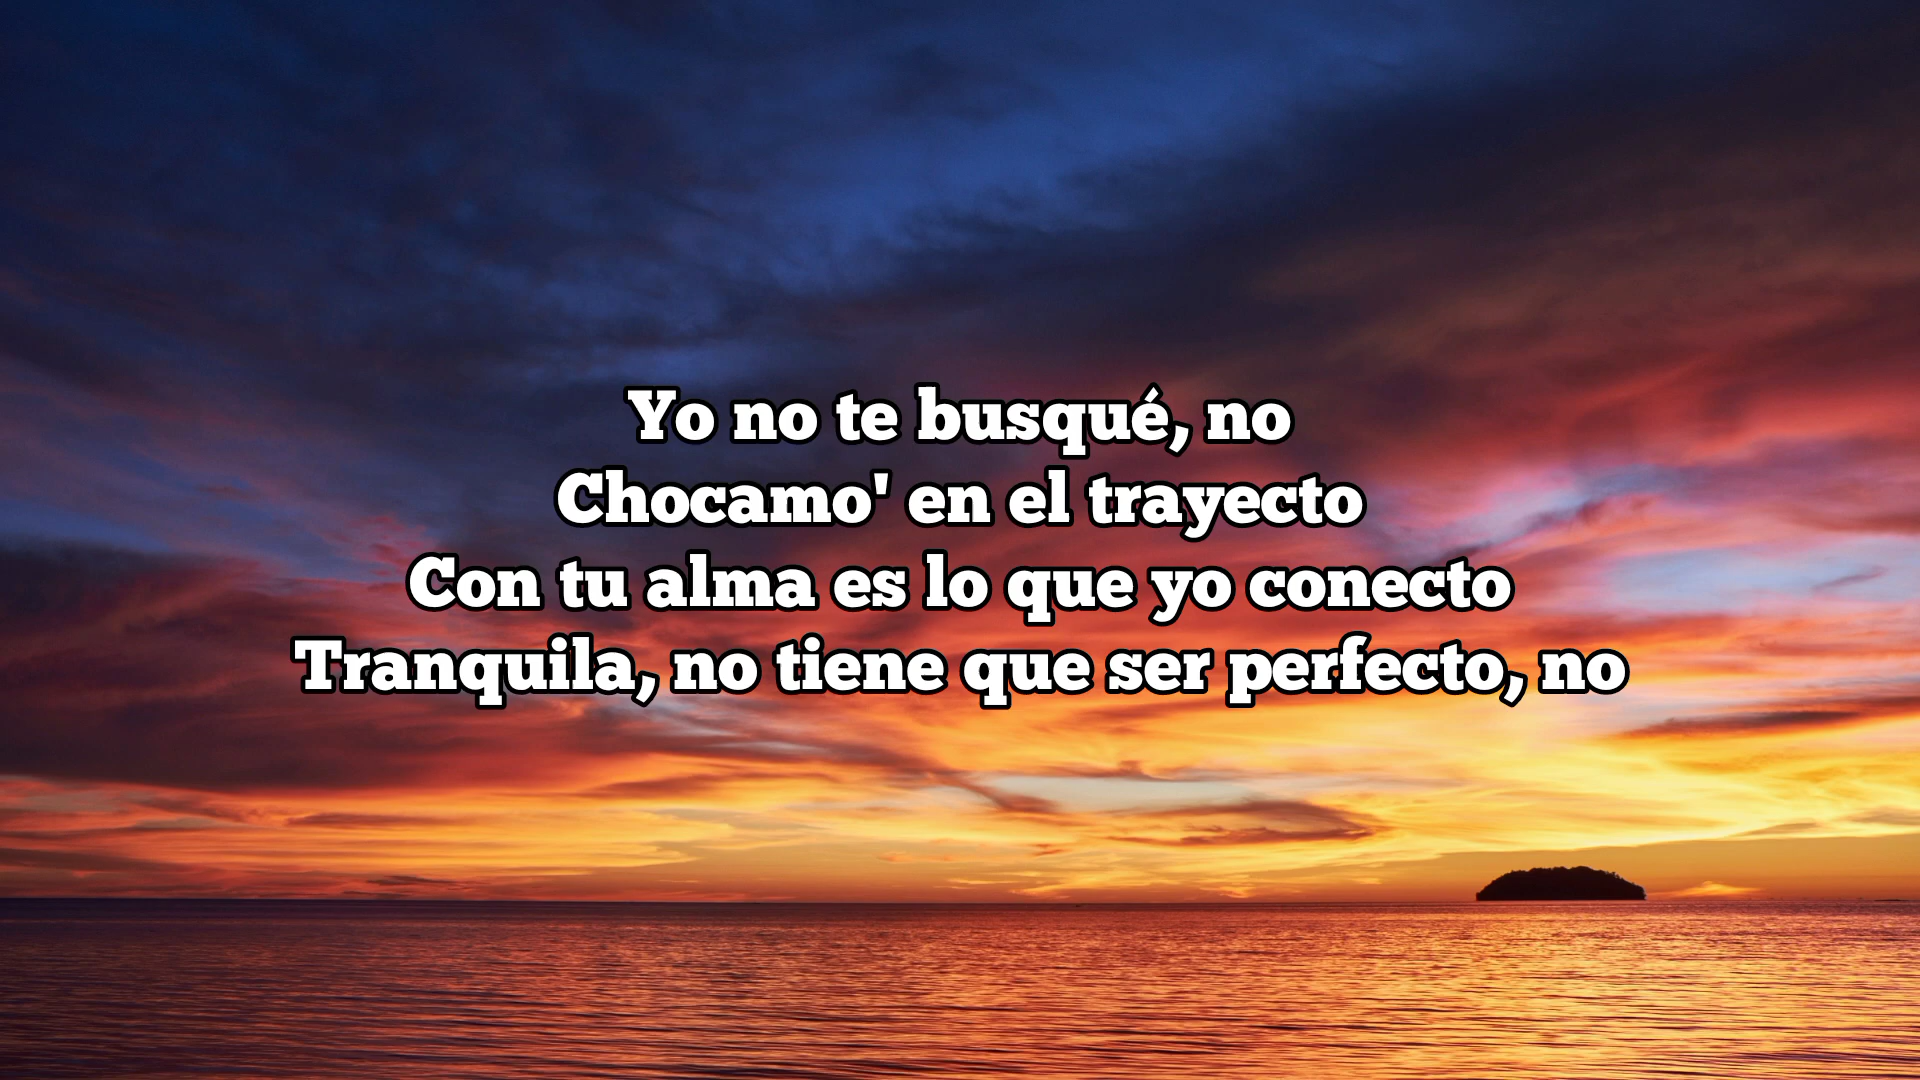 Yo no te busqué, no
Chocamo' en el trayecto
Con tu alma es lo que yo conecto
Tranquila, no tiene que ser perfecto, no